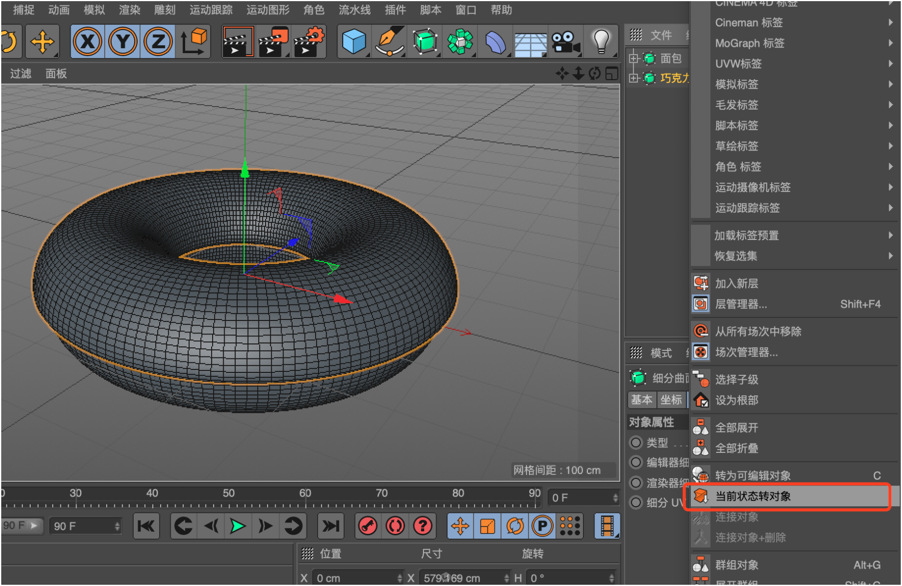 捕捉 动画 模拟 渲染 雕刻 运动跟踪 运动图形 角色 流水线 插件 脚本 窗口 帮助
CINEMA 4D 标签
Cineman 标签
MoGraph 标签
UVW标签
模拟标签
毛发标签
脚本标签
草绘标签
角色 标签
运动摄像机标签
运动跟踪标签
加载标签预置
恢复选集
加入新层
层管理器... Shift+F4
从所有场次中移除
场次管理器...
选择子级
设为根部
全部展开
全部折叠
转为可编辑对象 C
当前状态转对象
连接对象
连接对象+删除
群组对象 Alt+G
展开群组 Shift+G
X Y Z
文件
过滤 面板
面包
巧克力
网格间距 : 100 cm
模式
细分曲面
基本 坐标
对象属性
类型 . . .
编辑器细
渲染器细
细分 UV
0 30 40 50 60 70 80 90 0 F
90 F 90 F
P
位置 尺寸 旋转
X 0 cm X 579.169 cm H 0 °